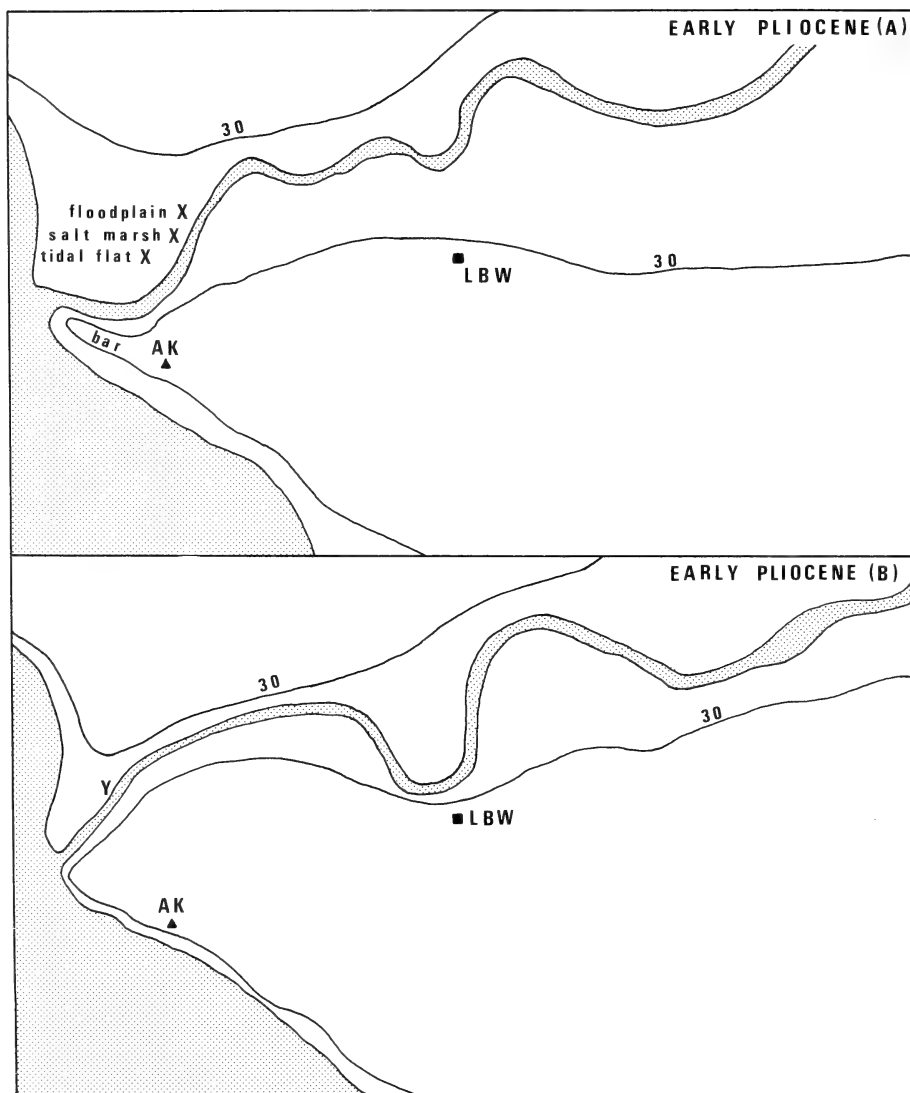 EARLY PLIOCENE (A)
30
floodplain X
salt marsh X
tidal flat X
30
LBW
bar
AK
EARLY PLIOCENE (B)
30
30
Y
LBW
AK